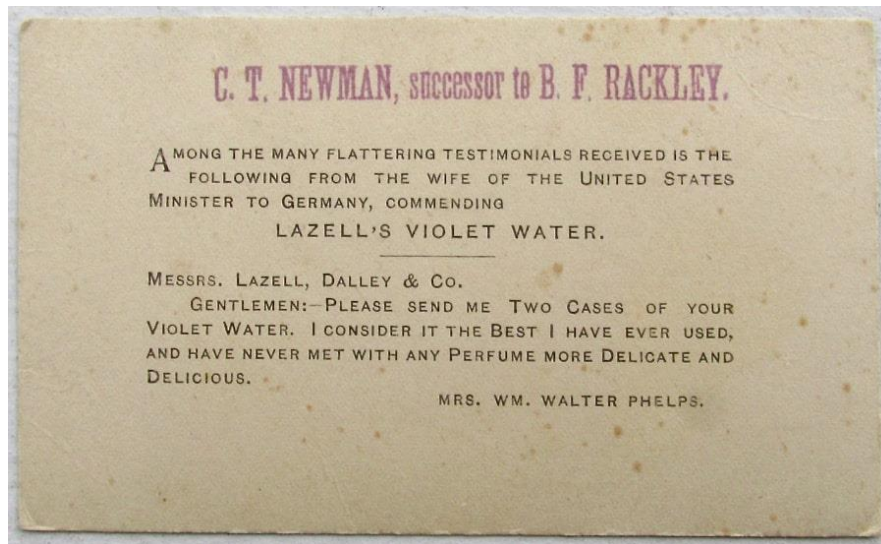 C. T. NEWMAN, successor to B. F. RACKLEY.
AMONG THE MANY FLATTERING TESTIMONIALS RECEIVED IS THE
FOLLOWING FROM THE WIFE OF THE UNITED STATES
MINISTER TO GERMANY, COMMENDING
LAZELL'S VIOLET WATER.
MESSRS. LAZELL, DALLEY & CO.
GENTLEMEN:—PLEASE SEND ME TWO CASES OF YOUR
VIOLET WATER. I CONSIDER IT THE BEST I HAVE EVER USED,
AND HAVE NEVER MET WITH ANY PERFUME MORE DELICATE AND
DELICIOUS.
MRS. WM. WALTER PHELPS.